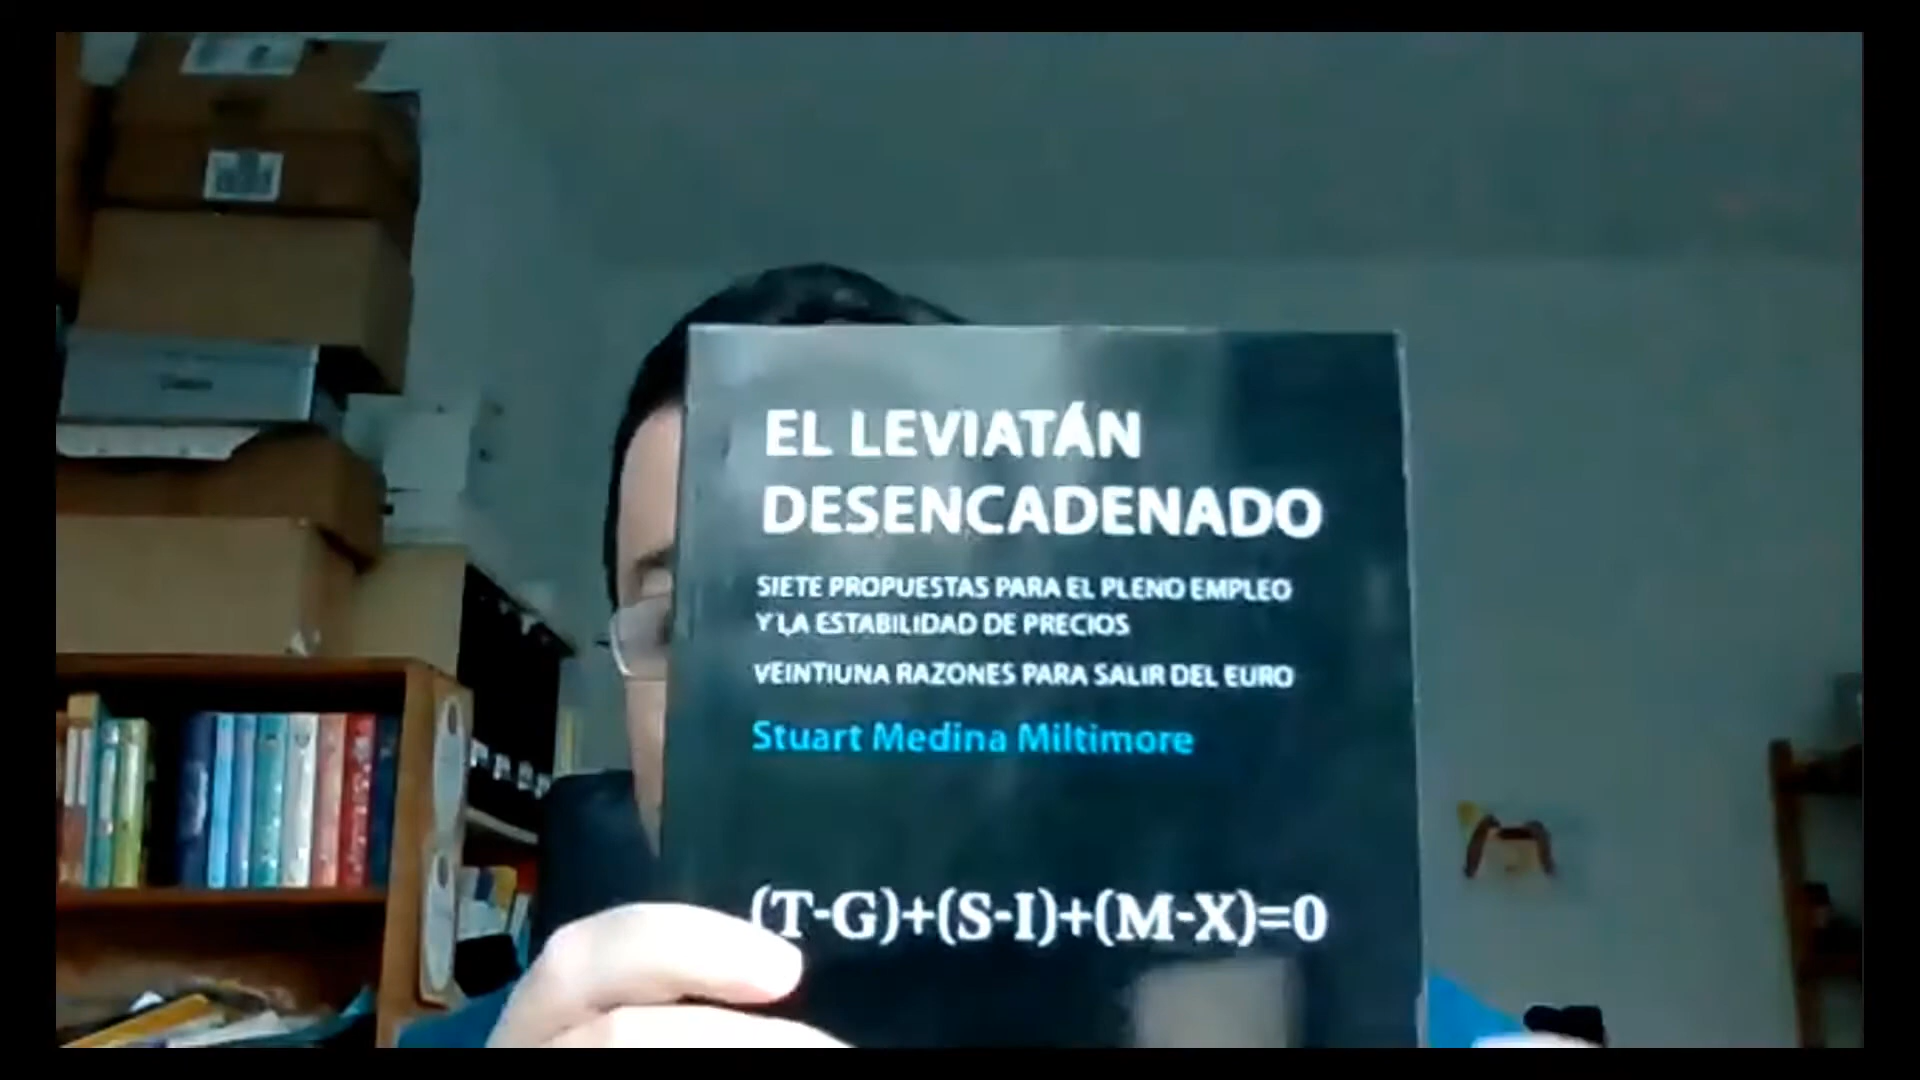 EL LEVIATÁN
DESENCADENADO
SIETE PROPUESTAS PARA EL PLENO EMPLEO
Y LA ESTABILIDAD DE PRECIOS
VEINTIUNA RAZONES PARA SALIR DEL EURO
Stuart Medina Miltimore
(T-G)+(S-I)+(M-X)=0